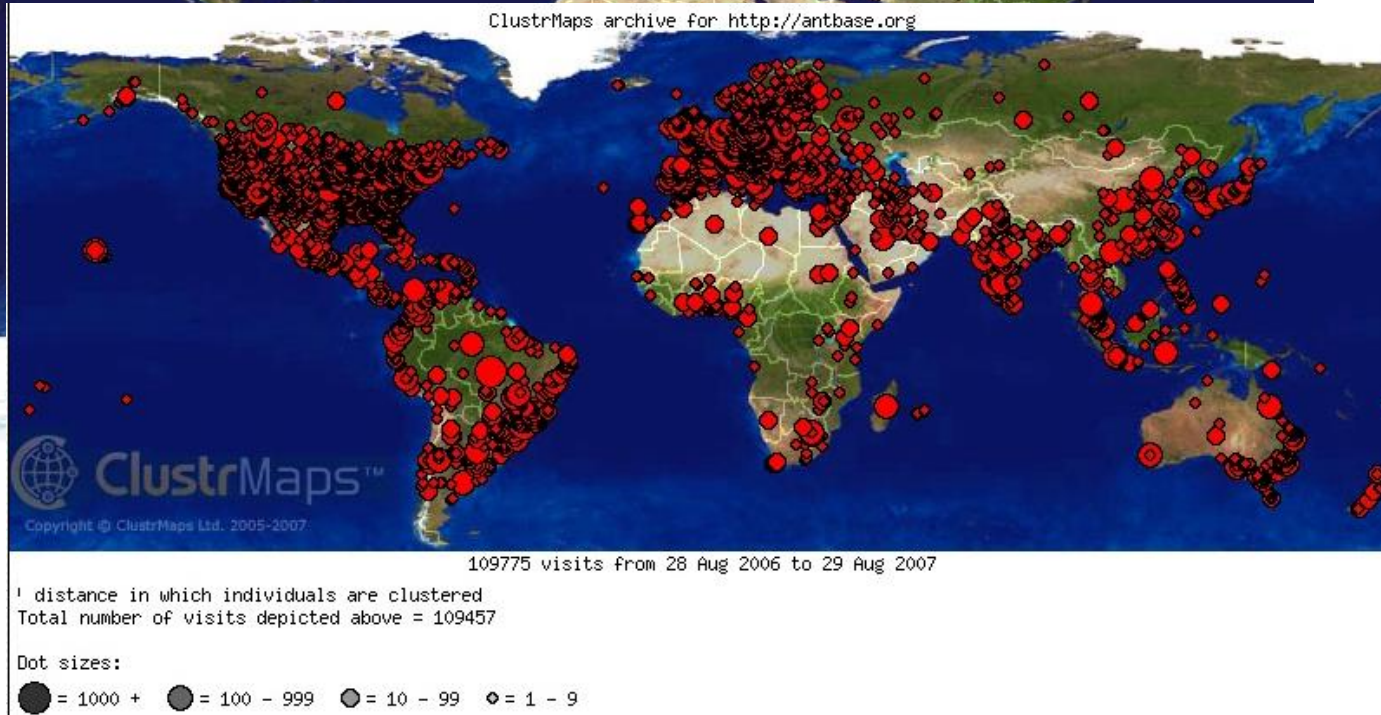 ClustrMaps archive for http://antbase.org
ClustrMaps™
Copyright © ClustrMaps Ltd. 2005-2007
109775 visits from 28 Aug 2006 to 29 Aug 2007
ᶦ distance in which individuals are clustered
Total number of visits depicted above = 109457
Dot sizes:
= 1000 + = 100 - 999 = 10 - 99 = 1 - 9